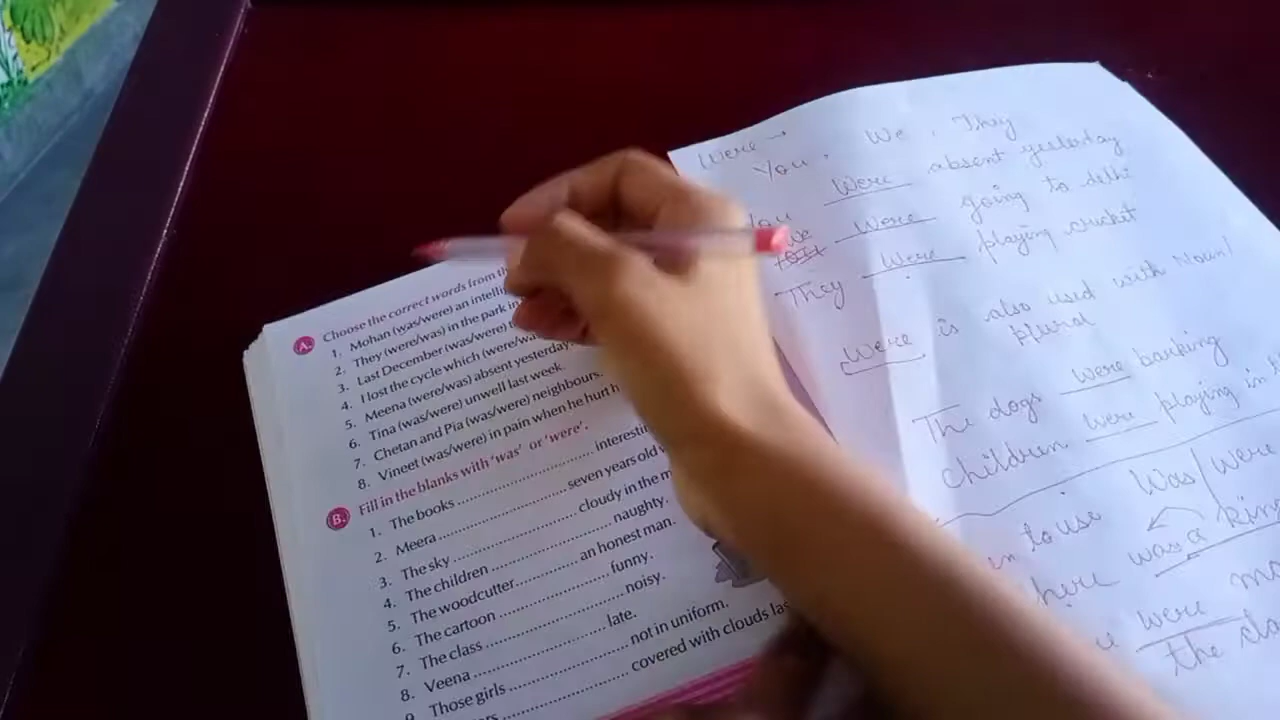 A. Choose the correct words from th
1. Mohan (was/were) an intelli
2. They (were/was) in the park in
3. Last December (was/were)
4. I lost the cycle which (were/wa
5. Meena (were/was) absent yesterday
6. Tina (was/were) unwell last week.
7. Chetan and Pia (was/were) neighbours.
8. Vineet (was/were) in pain when he hurt h
B. Fill in the blanks with 'was' or 'were'.
1. The books .............................. interesting
2. Meera .............................. seven years old
3. The sky .............................. cloudy in the m
4. The children .............................. naughty.
5. The woodcutter .................. an honest man.
6. The cartoon .............................. funny.
7. The class .............................. noisy.
8. Veena .............................. late.
9. Those girls .............................. not in uniform.
.............................. covered with clouds las
Were →
You, We, They
You Were absent yesterday
We Were going to delhi
They Were playing cricket
Were is also used with Noun!
plural
The dogs were barking
Children were playing in
in to use Was/were
here was a kin
were
the